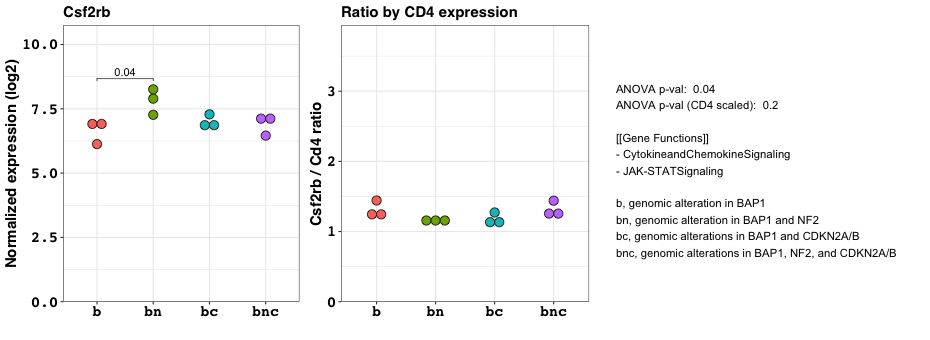 Csf2rb
Normalized expression (log2)
10.0
7.5
5.0
2.5
0.0
0.04
b bn bc bnc
Ratio by CD4 expression
Csf2rb / Cd4 ratio
3
2
1
0
b bn bc bnc
ANOVA p-val: 0.04
ANOVA p-val (CD4 scaled): 0.2
[[Gene Functions]]
- CytokineandChemokineSignaling
- JAK-STATSignaling
b, genomic alteration in BAP1
bn, genomic alteration in BAP1 and NF2
bc, genomic alterations in BAP1 and CDKN2A/B
bnc, genomic alterations in BAP1, NF2, and CDKN2A/B